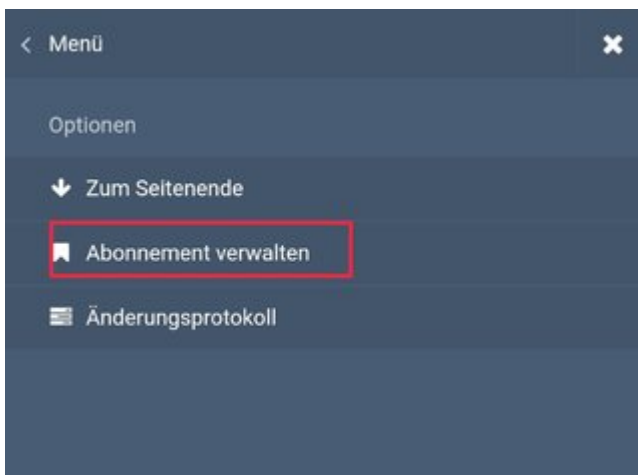 Menü
Optionen
Zum Seitenende
Abonnement verwalten
Änderungsprotokoll